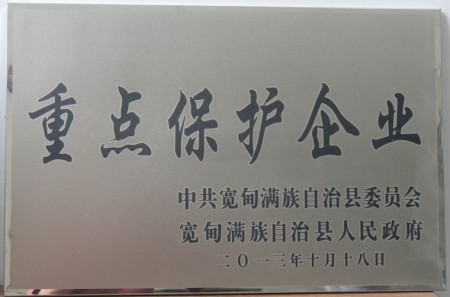 重点保护企业
中共宽甸满族自治县委员会
宽甸满族自治县人民政府
二〇一三年十月十八日